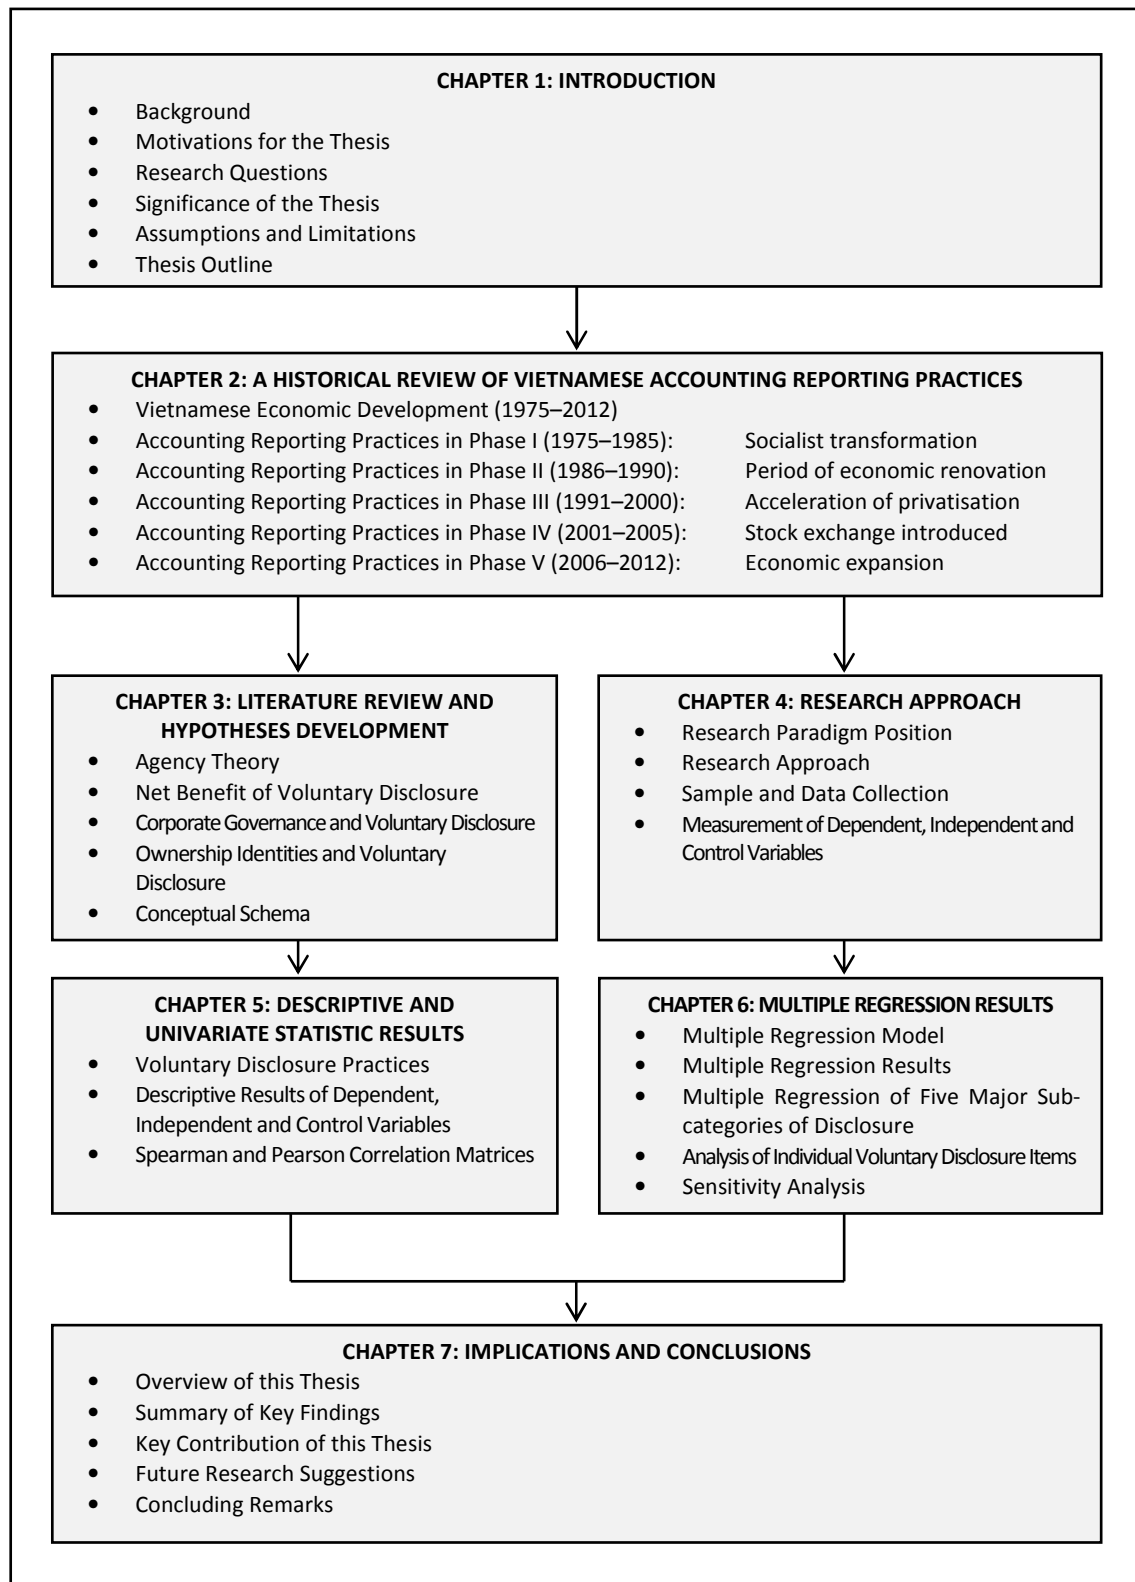 CHAPTER 1: INTRODUCTION
• Background
• Motivations for the Thesis
• Research Questions
• Significance of the Thesis
• Assumptions and Limitations
• Thesis Outline
CHAPTER 2: A HISTORICAL REVIEW OF VIETNAMESE ACCOUNTING REPORTING PRACTICES
• Vietnamese Economic Development (1975–2012)
• Accounting Reporting Practices in Phase I (1975–1985): Socialist transformation
• Accounting Reporting Practices in Phase II (1986–1990): Period of economic renovation
• Accounting Reporting Practices in Phase III (1991–2000): Acceleration of privatisation
• Accounting Reporting Practices in Phase IV (2001–2005): Stock exchange introduced
• Accounting Reporting Practices in Phase V (2006–2012): Economic expansion
CHAPTER 3: LITERATURE REVIEW AND
HYPOTHESES DEVELOPMENT
• Agency Theory
• Net Benefit of Voluntary Disclosure
• Corporate Governance and Voluntary Disclosure
• Ownership Identities and Voluntary
Disclosure
• Conceptual Schema
CHAPTER 4: RESEARCH APPROACH
• Research Paradigm Position
• Research Approach
• Sample and Data Collection
• Measurement of Dependent, Independent and
Control Variables
CHAPTER 5: DESCRIPTIVE AND
UNIVARIATE STATISTIC RESULTS
• Voluntary Disclosure Practices
• Descriptive Results of Dependent,
Independent and Control Variables
• Spearman and Pearson Correlation Matrices
CHAPTER 6: MULTIPLE REGRESSION RESULTS
• Multiple Regression Model
• Multiple Regression Results
• Multiple Regression of Five Major Sub-
categories of Disclosure
• Analysis of Individual Voluntary Disclosure Items
• Sensitivity Analysis
CHAPTER 7: IMPLICATIONS AND CONCLUSIONS
• Overview of this Thesis
• Summary of Key Findings
• Key Contribution of this Thesis
• Future Research Suggestions
• Concluding Remarks